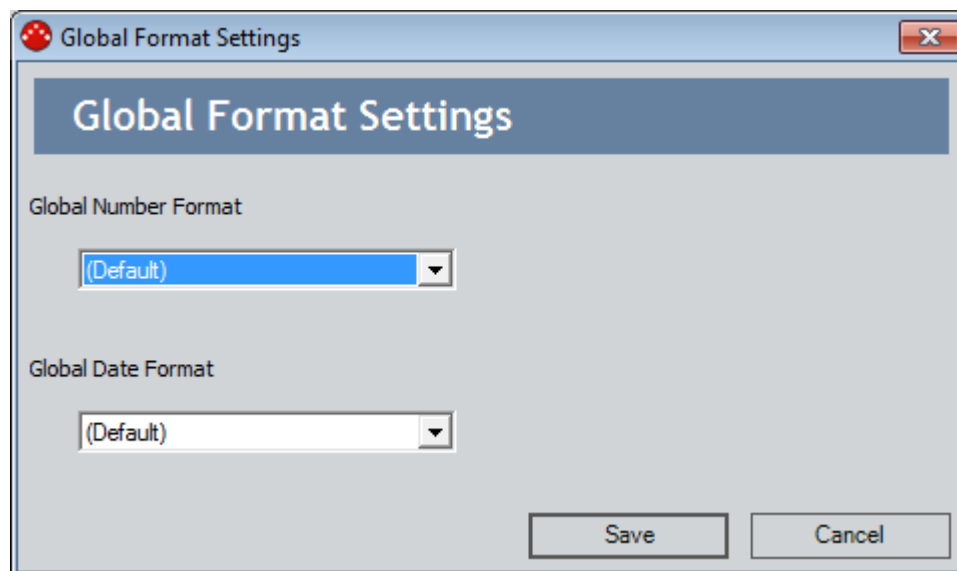 Global Format Settings
Global Format Settings
Global Number Format
(Default)
Global Date Format
(Default)
Save Cancel